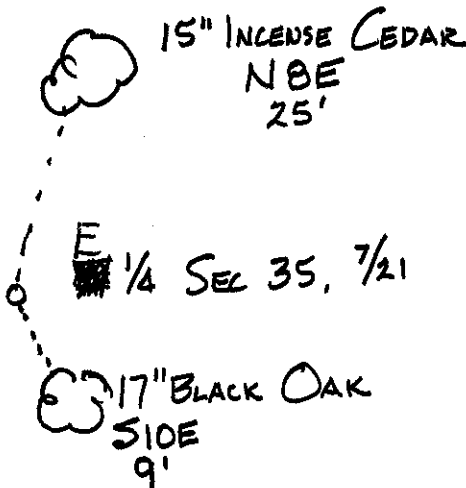 15" INCENSE CEDAR
N8E
25'
E
1/4 SEC 35, 7/21
17" BLACK OAK
S10E
9'